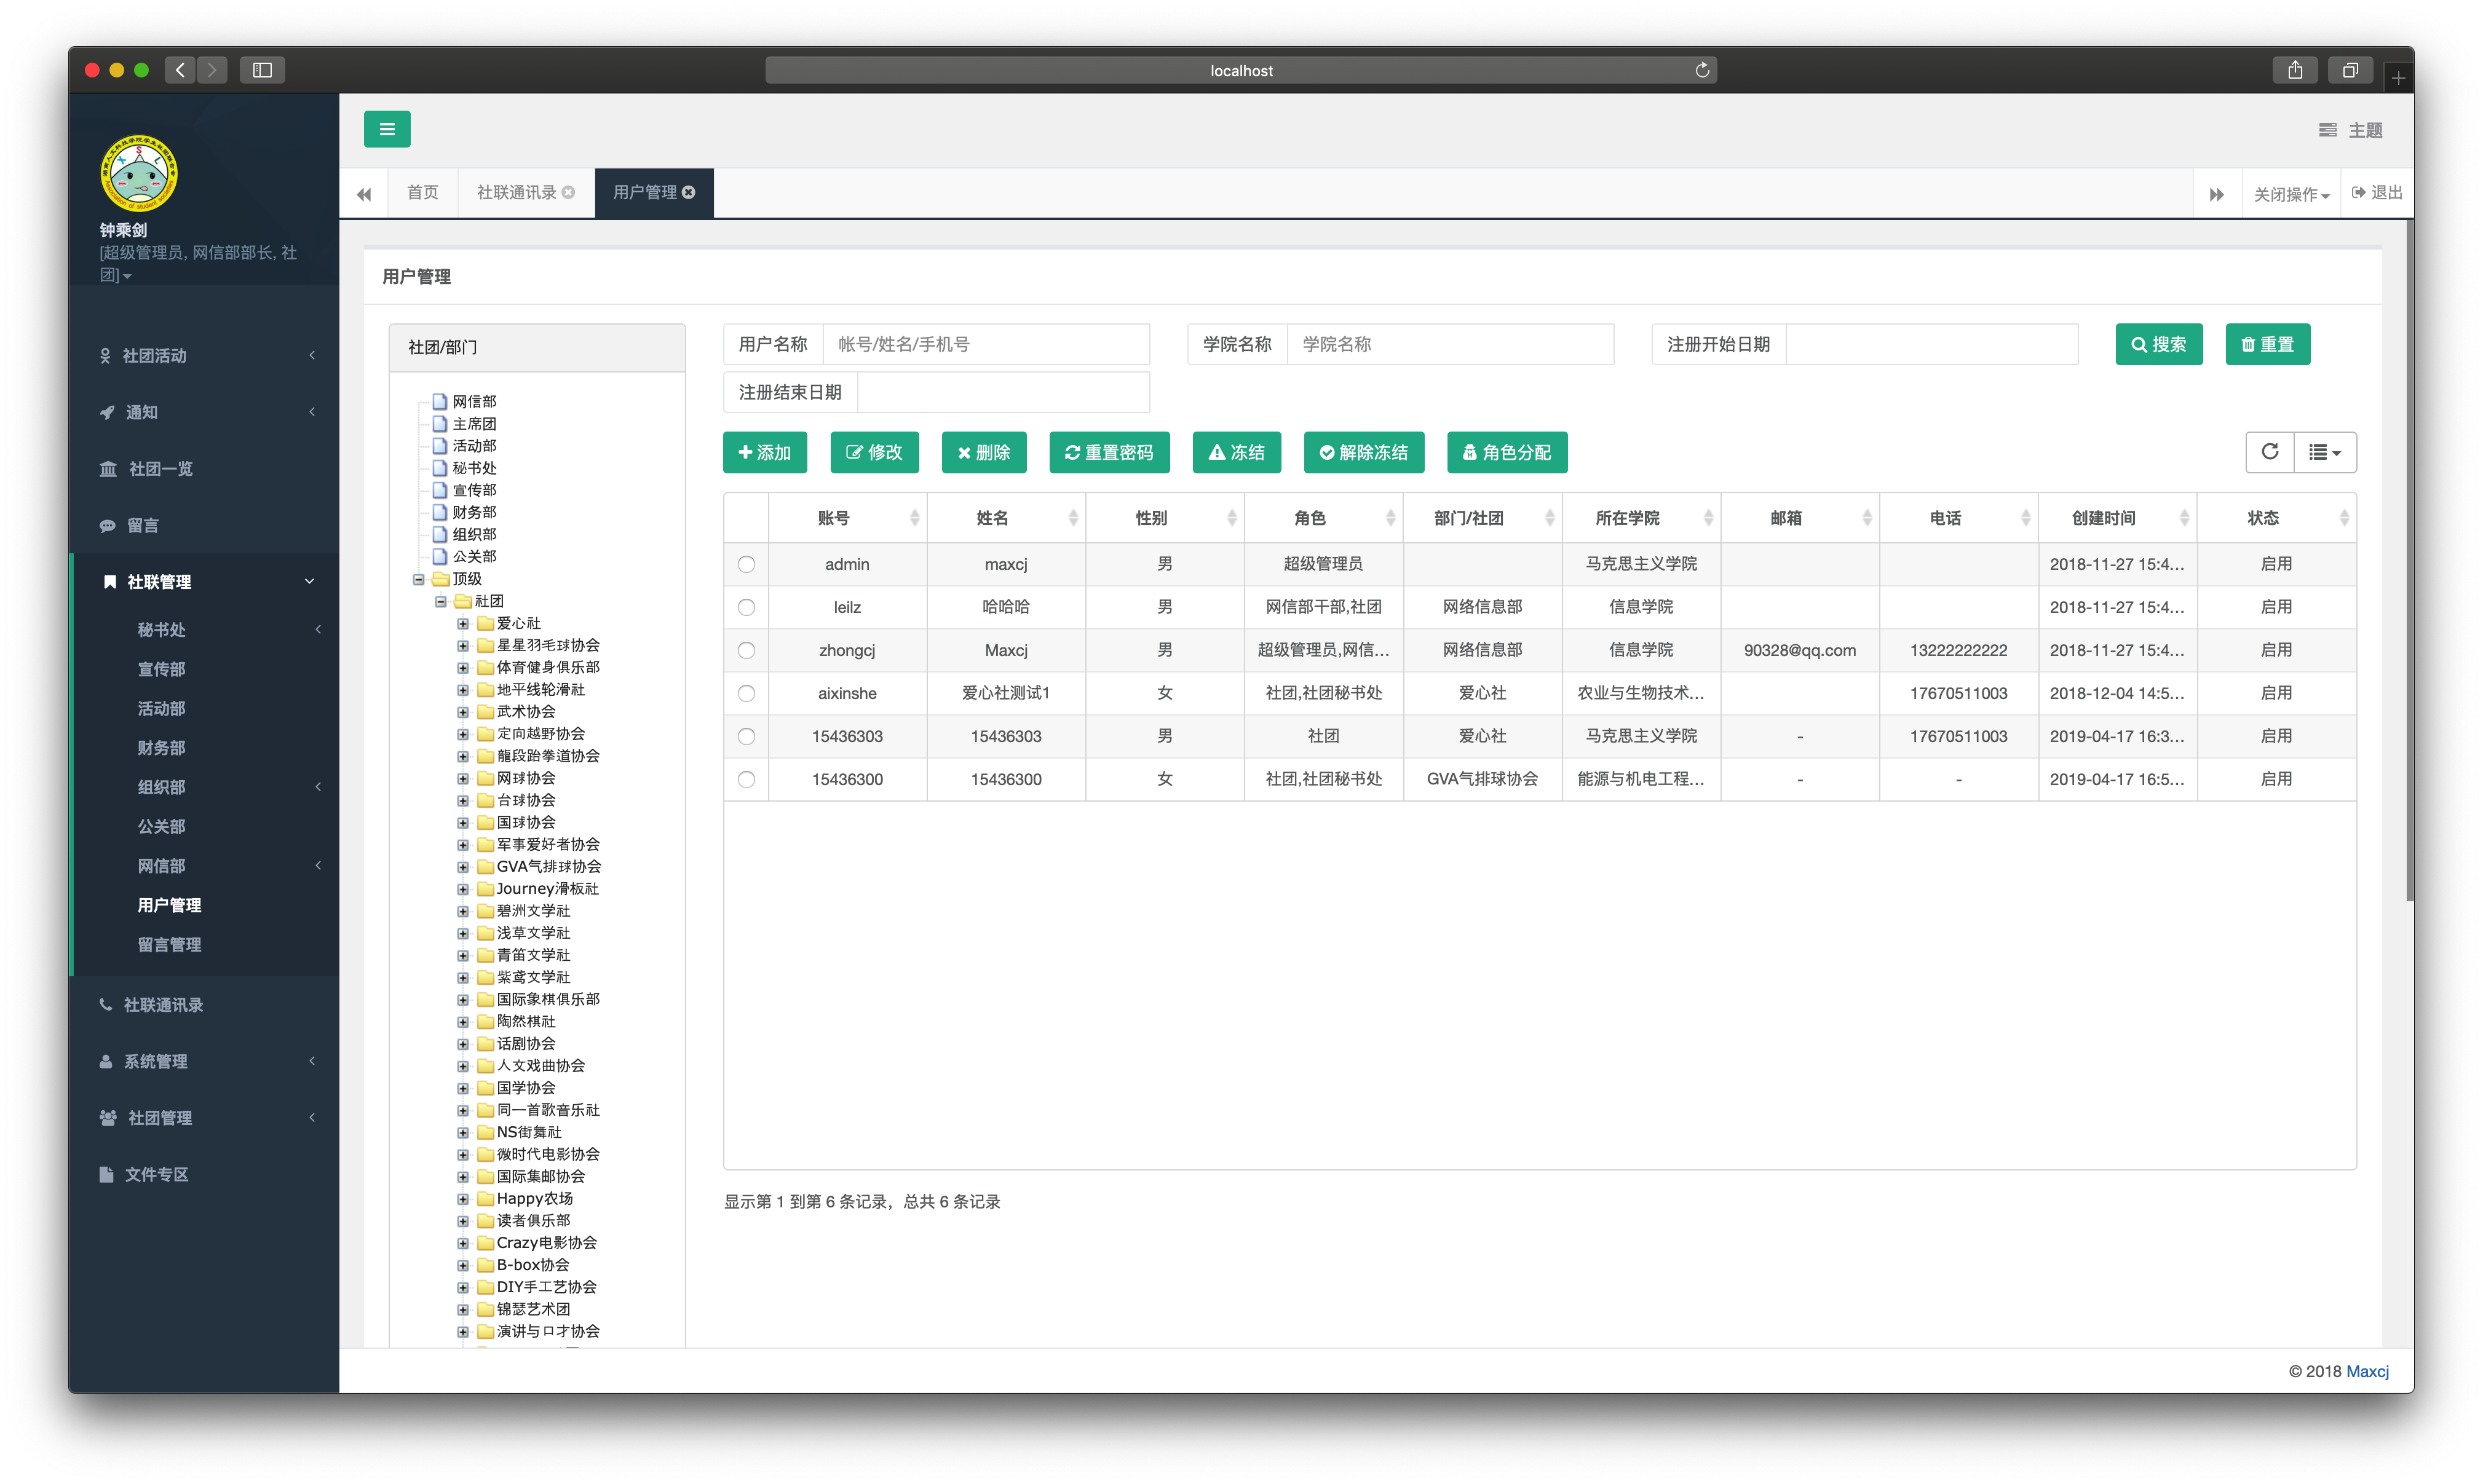 localhost
主题
首页
社联通讯录
用户管理
关闭操作
退出
钟乘剑
[超级管理员, 网信部部长, 社
团]
社团活动
通知
社团一览
留言
社联管理
秘书处
宣传部
活动部
财务部
组织部
公关部
网信部
用户管理
留言管理
社联通讯录
系统管理
社团管理
文件专区
用户管理
社团/部门
网信部
主席团
活动部
秘书处
宣传部
财务部
组织部
公关部
顶级
社团
爱心社
星星羽毛球协会
体育健身俱乐部
地平线轮滑社
武术协会
定向越野协会
龍段跆拳道协会
网球协会
台球协会
国球协会
军事爱好者协会
GVA气排球协会
Journey滑板社
碧洲文学社
浅草文学社
青笛文学社
紫鸢文学社
国际象棋俱乐部
陶然棋社
话剧协会
人文戏曲协会
国学协会
同一首歌音乐社
NS街舞社
微时代电影协会
国际集邮协会
Happy农场
读者俱乐部
Crazy电影协会
B-box协会
DIY手工艺协会
锦瑟艺术团
演讲与口才协会
用户名称 帐号/姓名/手机号 学院名称 学院名称 注册开始日期 搜索 重置
注册结束日期
添加 修改 删除 重置密码 冻结 解除冻结 角色分配
账号 姓名 性别 角色 部门/社团 所在学院 邮箱 电话 创建时间 状态
admin maxcj 男 超级管理员 马克思主义学院 2018-11-27 15:4... 启用
leilz 哈哈哈 男 网信部干部,社团 网络信息部 信息学院 2018-11-27 15:4... 启用
zhongcj Maxcj 男 超级管理员,网信... 网络信息部 信息学院 90328@qq.com 13222222222 2018-11-27 15:4... 启用
aixinshe 爱心社测试1 女 社团,社团秘书处 爱心社 农业与生物技术... 17670511003 2018-12-04 14:5... 启用
15436303 15436303 男 社团 爱心社 马克思主义学院 - 17670511003 2019-04-17 16:3... 启用
15436300 15436300 女 社团,社团秘书处 GVA气排球协会 能源与机电工程... - - 2019-04-17 16:5... 启用
显示第 1 到第 6 条记录，总共 6 条记录
© 2018 Maxcj